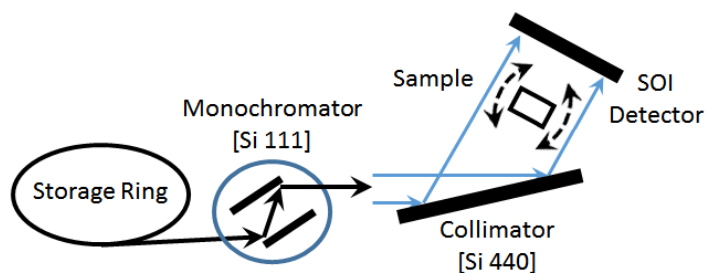 Monochromator
[Si 111]
Storage Ring
Sample
SOI
Detector
Collimator
[Si 440]